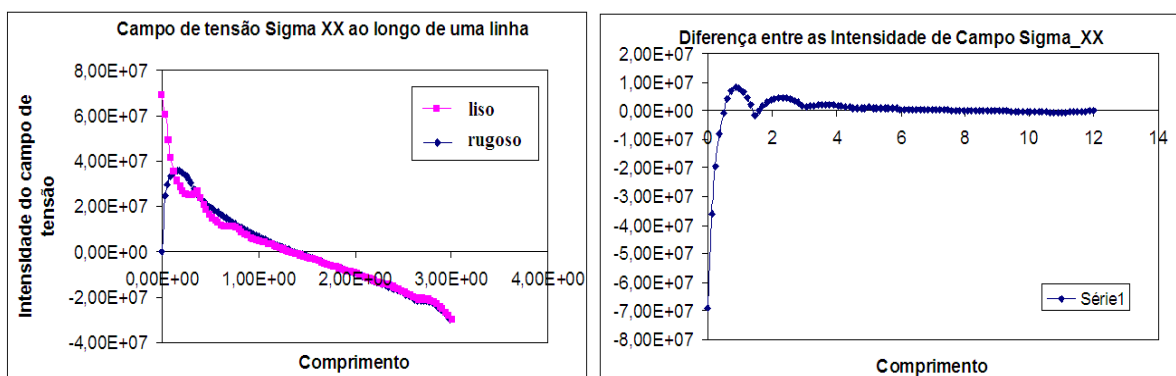 Campo de tensão Sigma XX ao longo de uma linha
Intensidade do campo de
tensão
8,00E+07
6,00E+07
4,00E+07
2,00E+07
0,00E+00
-2,00E+07
-4,00E+07
0,00E+00
1,00E+00
2,00E+00
3,00E+00
4,00E+00
liso
rugoso
Comprimento
Diferença entre as Intensidade de Campo Sigma_XX
2,00E+07
1,00E+07
0,00E+00
-1,00E+07
-2,00E+07
-3,00E+07
-4,00E+07
-5,00E+07
-6,00E+07
-7,00E+07
-8,00E+07
0
2
4
6
8
10
12
14
Série1
Comprimento